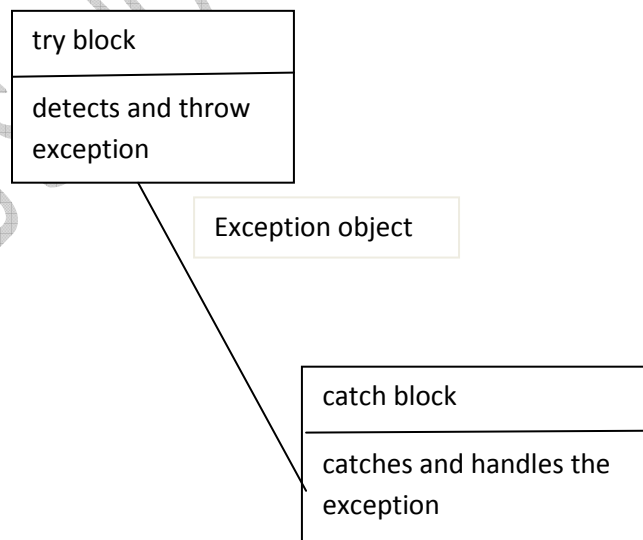 try block
detects and throw
exception
Exception object
catch block
catches and handles the
exception